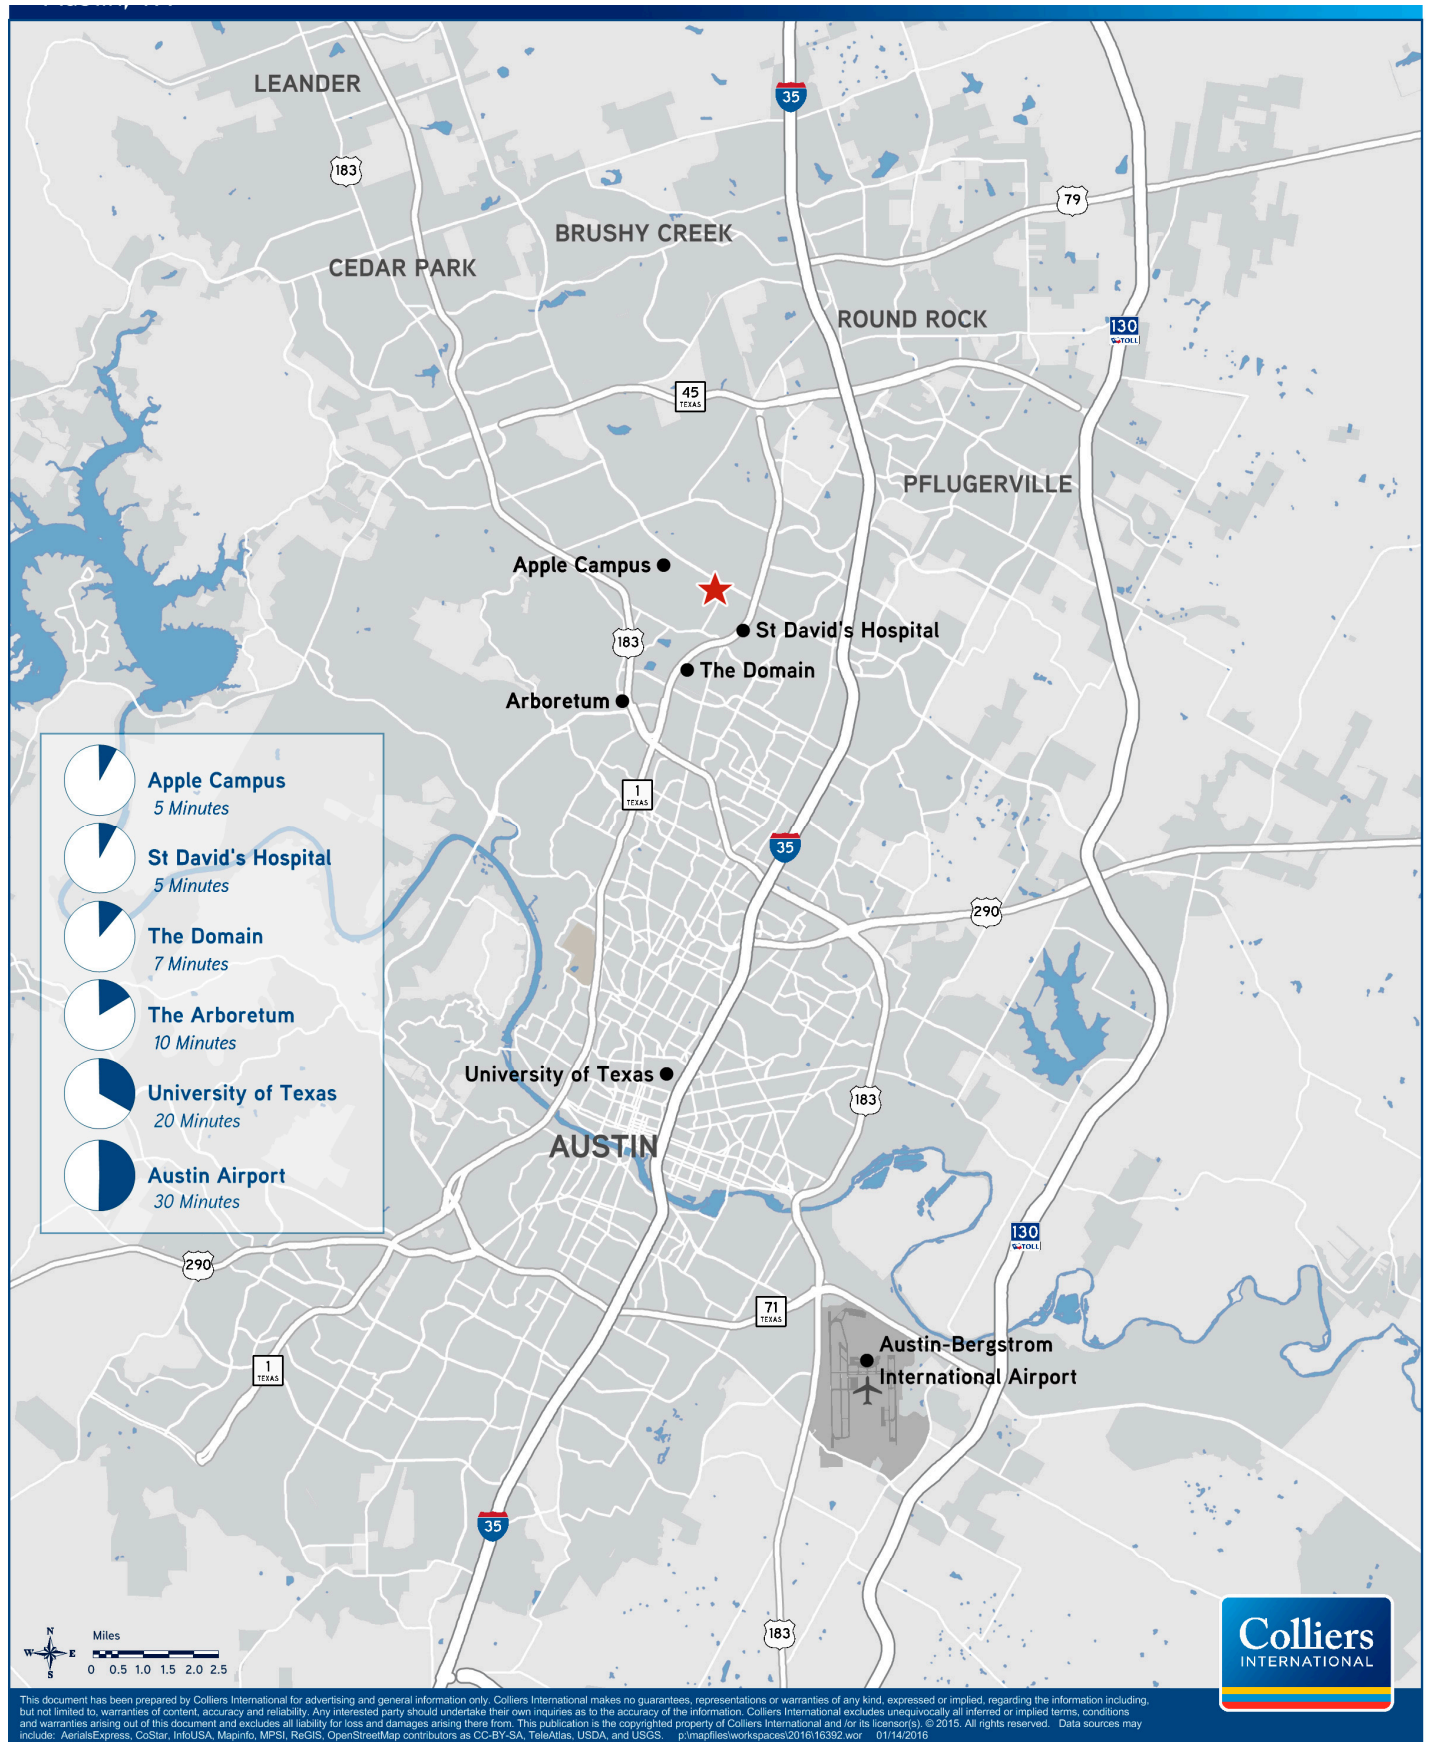 LEANDER
35
183
79
BRUSHY CREEK
CEDAR PARK
ROUND ROCK
130
TOLL
45
TEXAS
PFLUGERVILLE
Apple Campus
St David's Hospital
183
The Domain
Arboretum
Apple Campus
5 Minutes
St David's Hospital
5 Minutes
The Domain
7 Minutes
The Arboretum
10 Minutes
University of Texas
20 Minutes
Austin Airport
30 Minutes
1
TEXAS
35
290
University of Texas
183
AUSTIN
130
TOLL
290
71
TEXAS
Austin-Bergstrom
International Airport
1
TEXAS
35
183
N
W E
S
Miles
0 0.5 1.0 1.5 2.0 2.5
Colliers
INTERNATIONAL
This document has been prepared by Colliers International for advertising and general information only. Colliers International makes no guarantees, representations or warranties of any kind, expressed or implied, regarding the information including,
but not limited to, warranties of content, accuracy and reliability. Any interested party should undertake their own inquiries as to the accuracy of the information. Colliers International excludes unequivocally all inferred or implied terms, conditions
and warranties arising out of this document and excludes all liability for loss and damages arising there from. This publication is the copyrighted property of Colliers International and /or its licensor(s). © 2015. All rights reserved. Data sources may
include: AerialsExpress, CoStar, InfoUSA, Mapinfo, MPSI, ReGIS, OpenStreetMap contributors as CC-BY-SA, TeleAtlas, USDA, and USGS. p:\mapfiles\workspaces\2016\16392.wor 01/14/2016